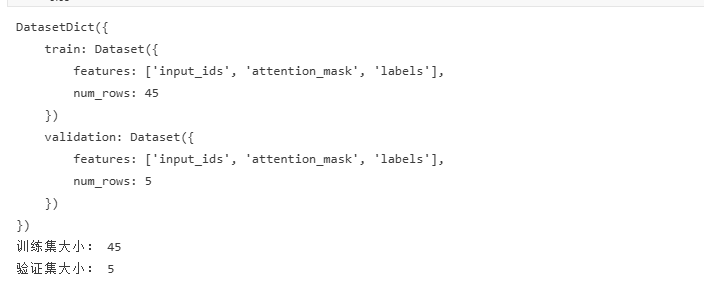 DatasetDict({
    train: Dataset({
        features: ['input_ids', 'attention_mask', 'labels'],
        num_rows: 45
    })
    validation: Dataset({
        features: ['input_ids', 'attention_mask', 'labels'],
        num_rows: 5
    })
})
训练集大小： 45
验证集大小： 5